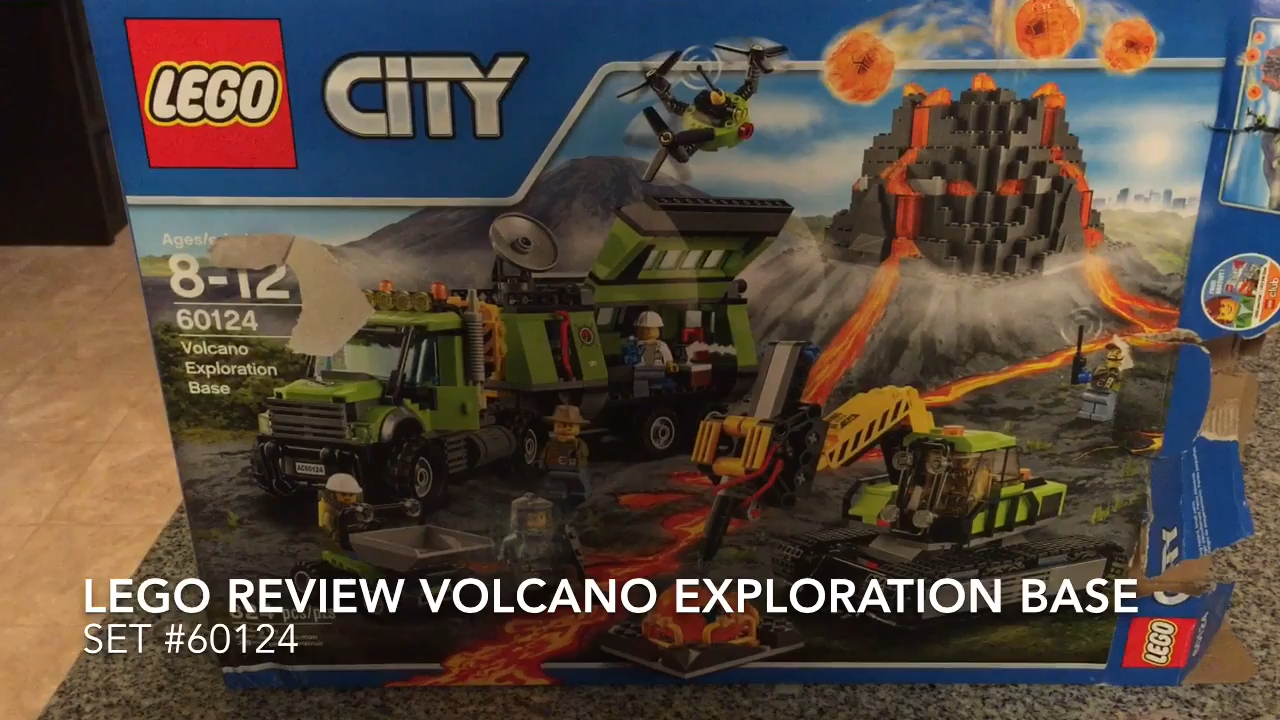 LEGO
CITY
8-12
60124
Volcano
Exploration
Base
AC60124
LEGO REVIEW VOLCANO EXPLORATION BASE
SET #60124
LEGO